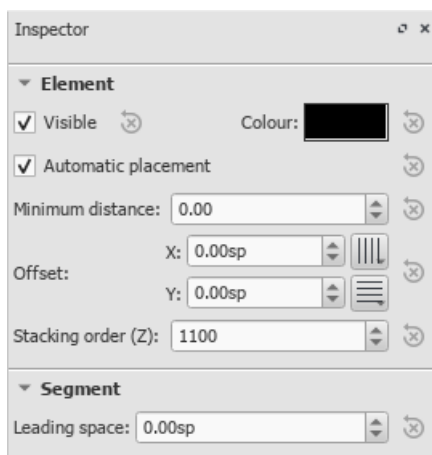 Inspector
Element
Visible Colour:
Automatic placement
Minimum distance: 0.00
X: 0.00sp
Offset:
Y: 0.00sp
Stacking order (Z): 1100
Segment
Leading space: 0.00sp